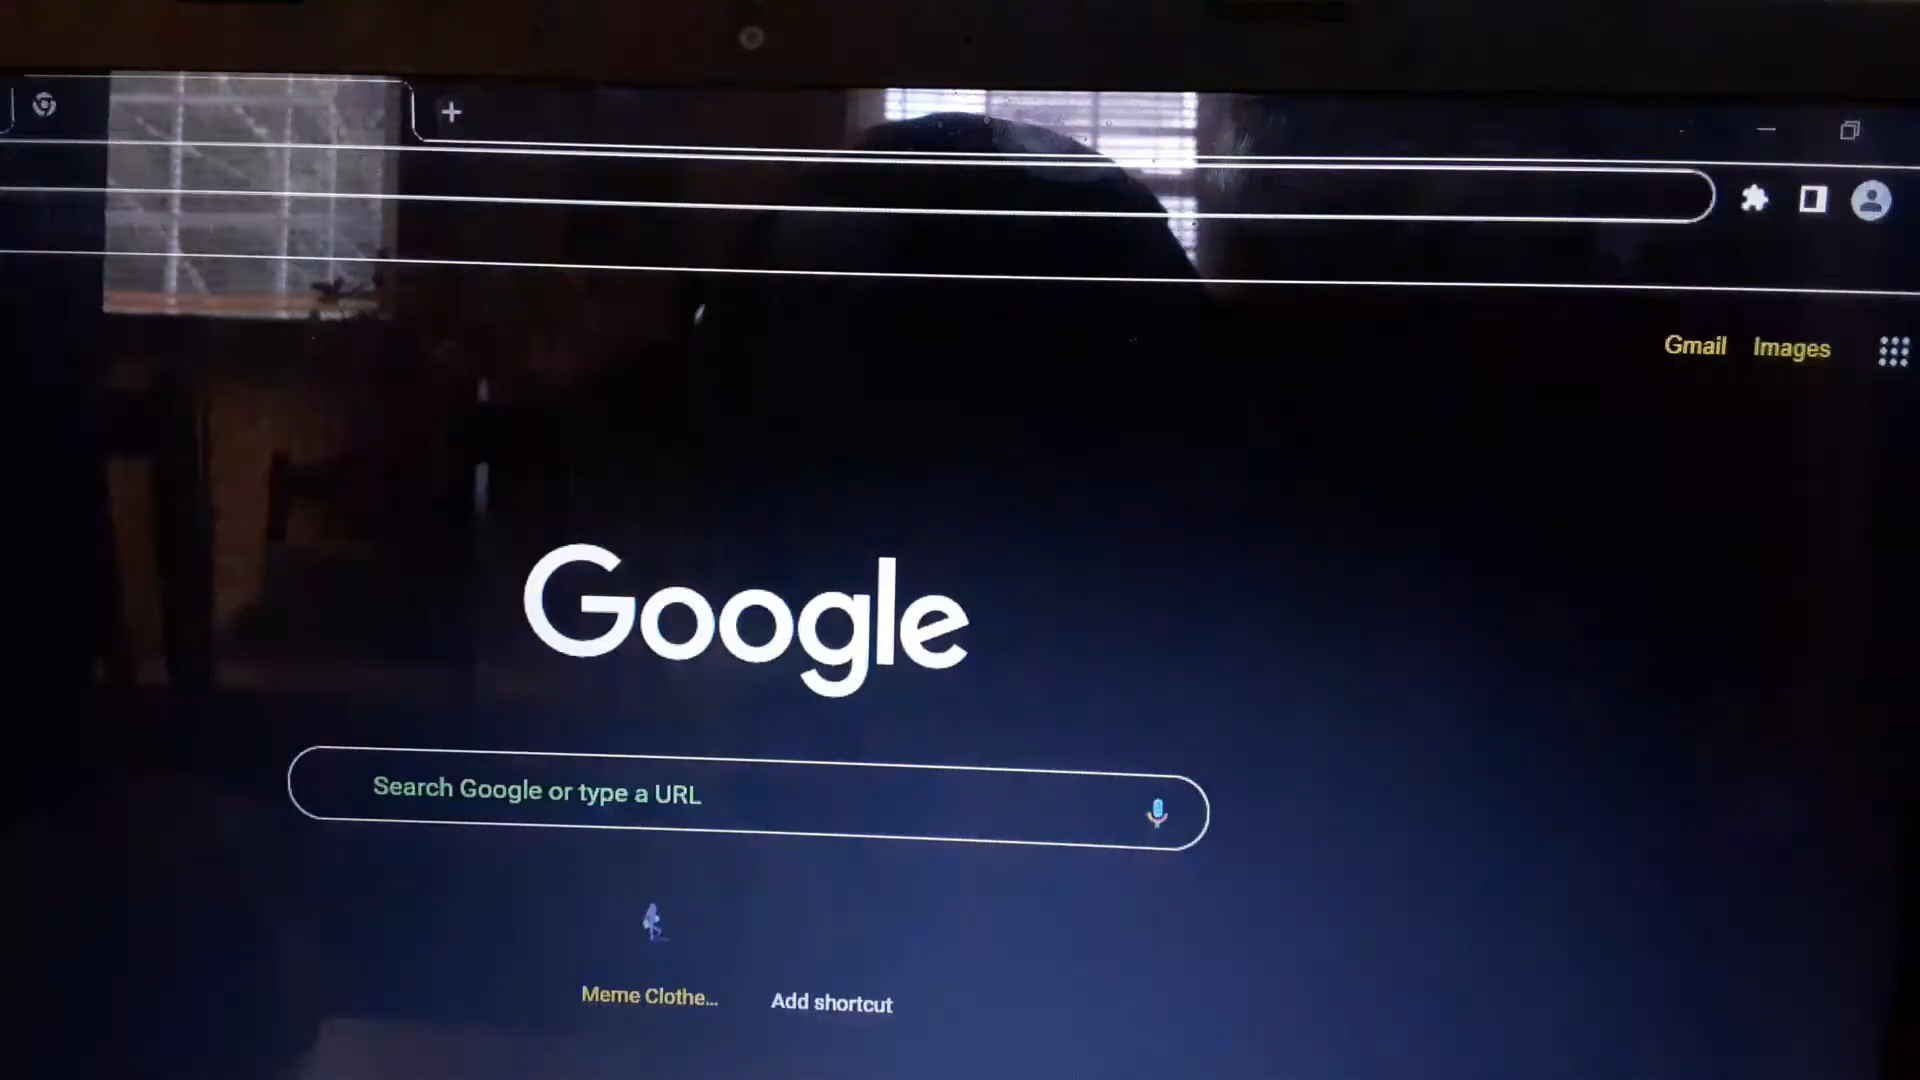 Gmail Images
Google
Search Google or type a URL
Meme Clothe...
Add shortcut